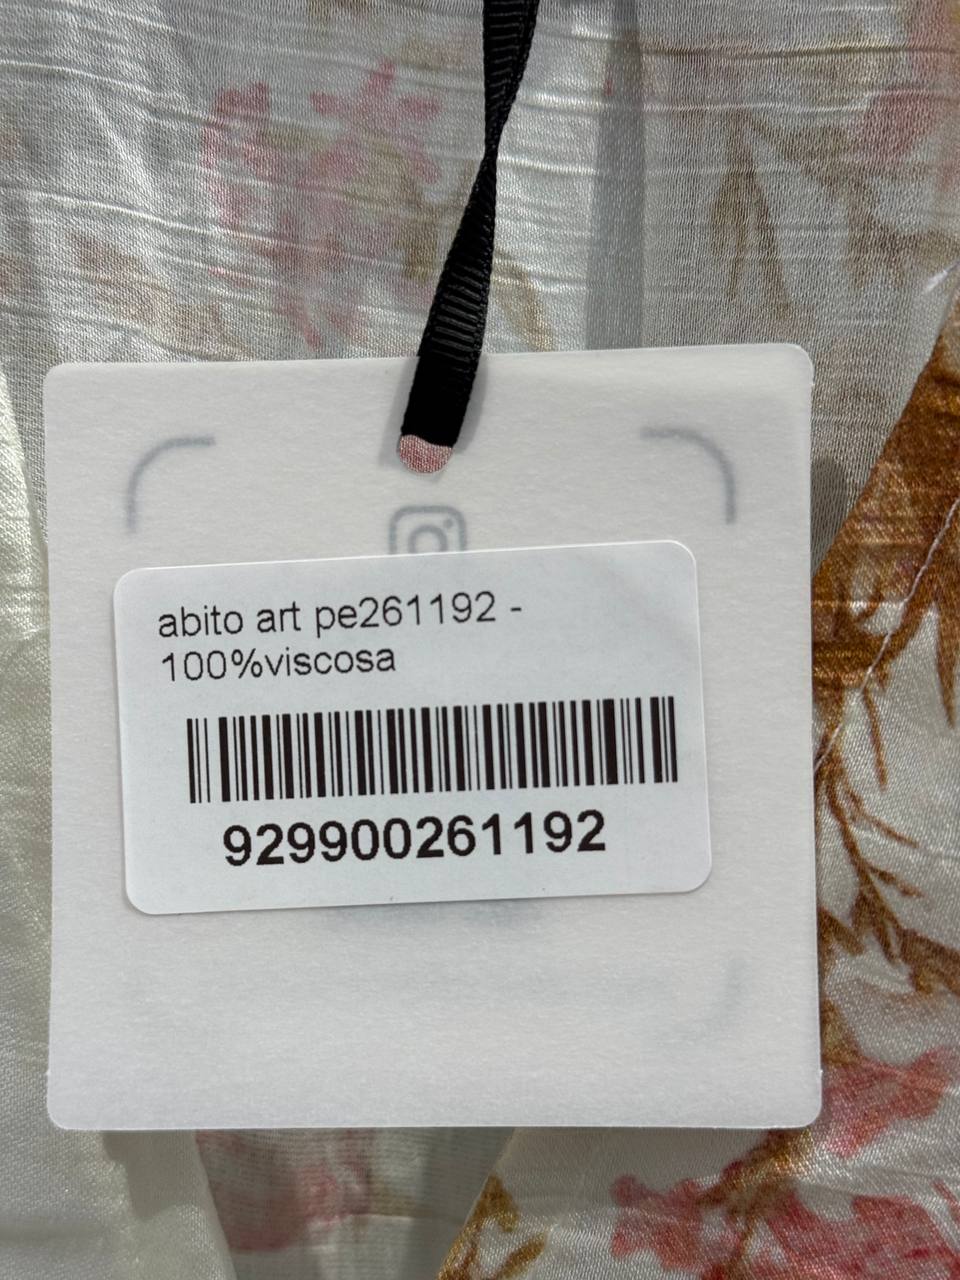 abito art pe261192 -
100%viscosa
929900261192